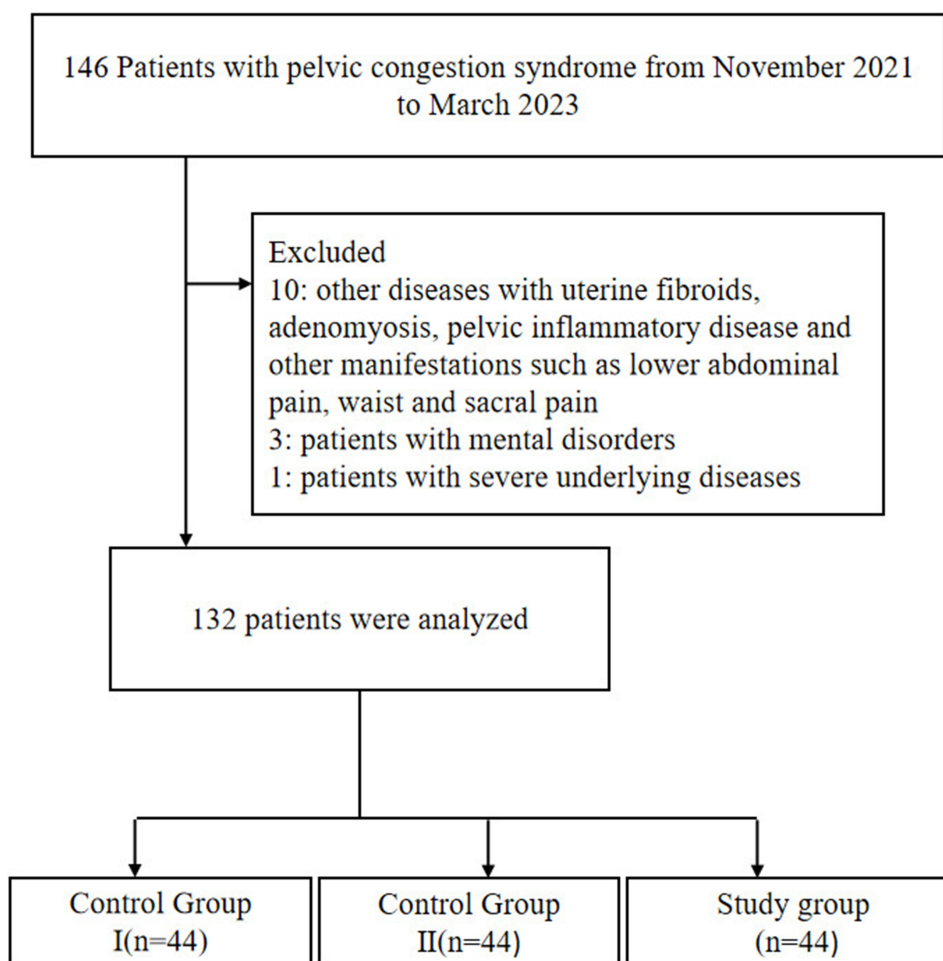 146 Patients with pelvic congestion syndrome from November 2021
to March 2023
Excluded
10: other diseases with uterine fibroids,
adenomyosis, pelvic inflammatory disease and
other manifestations such as lower abdominal
pain, waist and sacral pain
3: patients with mental disorders
1: patients with severe underlying diseases
132 patients were analyzed
Control Group
I(n=44)
Control Group
II(n=44)
Study group
(n=44)